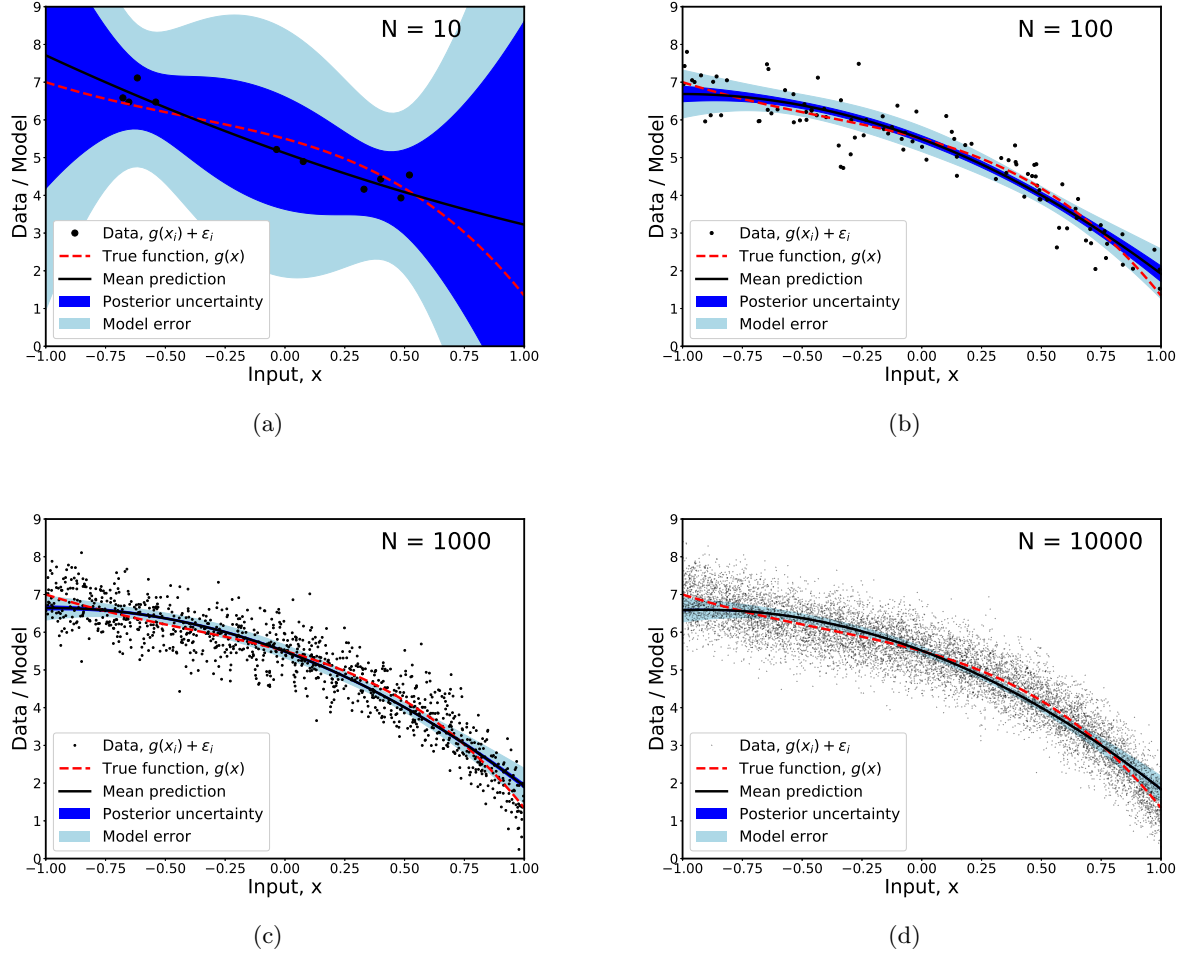 N = 10
Data / Model
9
8
7
6
5
4
3
2
1
0
Data, g(xᵢ) + εᵢ
True function, g(x)
Mean prediction
Posterior uncertainty
Model error
−1.00 −0.75 −0.50 −0.25 0.00 0.25 0.50 0.75 1.00
Input, x
(a)
N = 100
Data / Model
9
8
7
6
5
4
3
2
1
0
Data, g(xᵢ) + εᵢ
True function, g(x)
Mean prediction
Posterior uncertainty
Model error
−1.00 −0.75 −0.50 −0.25 0.00 0.25 0.50 0.75 1.00
Input, x
(b)
N = 1000
Data / Model
9
8
7
6
5
4
3
2
1
0
Data, g(xᵢ) + εᵢ
True function, g(x)
Mean prediction
Posterior uncertainty
Model error
−1.00 −0.75 −0.50 −0.25 0.00 0.25 0.50 0.75 1.00
Input, x
(c)
N = 10000
Data / Model
9
8
7
6
5
4
3
2
1
0
Data, g(xᵢ) + εᵢ
True function, g(x)
Mean prediction
Posterior uncertainty
Model error
−1.00 −0.75 −0.50 −0.25 0.00 0.25 0.50 0.75 1.00
Input, x
(d)